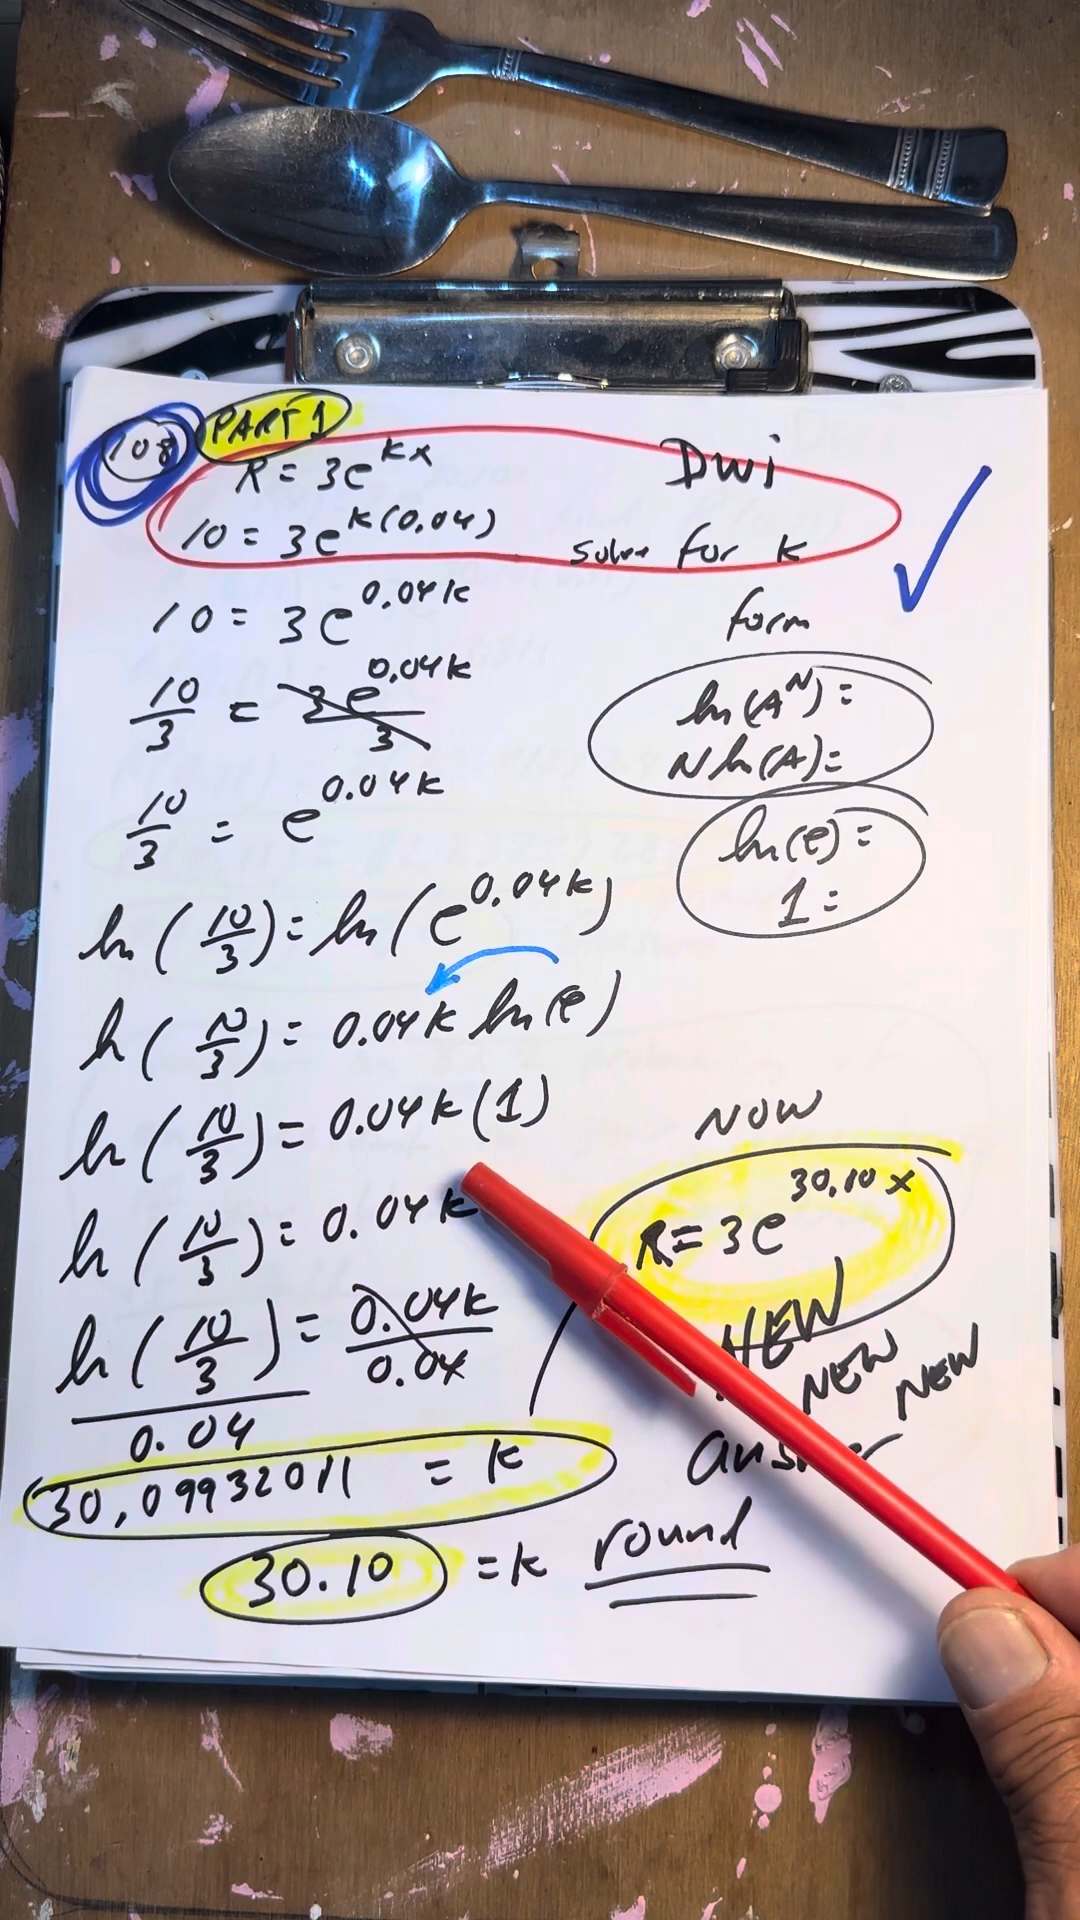 108 PART 1
R = 3e^kx DWI
10 = 3e^k(0.04) solve for k
10 = 3e^0.04k form
10/3 = 3e^0.04k/3 ln(A^N) =
N ln(A) =
10/3 = e^0.04k ln(e) =
1 =
ln(10/3) = ln(e^0.04k)
ln(10/3) = 0.04k ln(e)
ln(10/3) = 0.04k(1) NOW
ln(10/3) = 0.04k R = 3e^30.10x
ln(10/3)/0.04 = 0.04k/0.04 NEW
NEW NEW
answer
30.09932011 = k
30.10 = k round